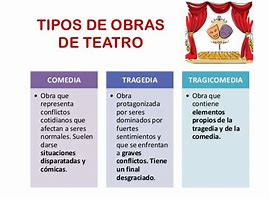 TIPOS DE OBRAS
DE TEATRO
COMEDIA
• Obra que
representa
conflictos
cotidianos que
afectan a seres
normales. Suelen
darse
situaciones
disparatadas y
cómicas.
TRAGEDIA
• Obra
protagonizada
por seres
dominados por
fuertes
sentimientos y
que se enfrentan
a graves
conflictos. Tiene
un final
desgraciado.
TRAGICOMEDIA
• Obra que
contiene
elementos
propios de la
tragedia y de la
comedia.